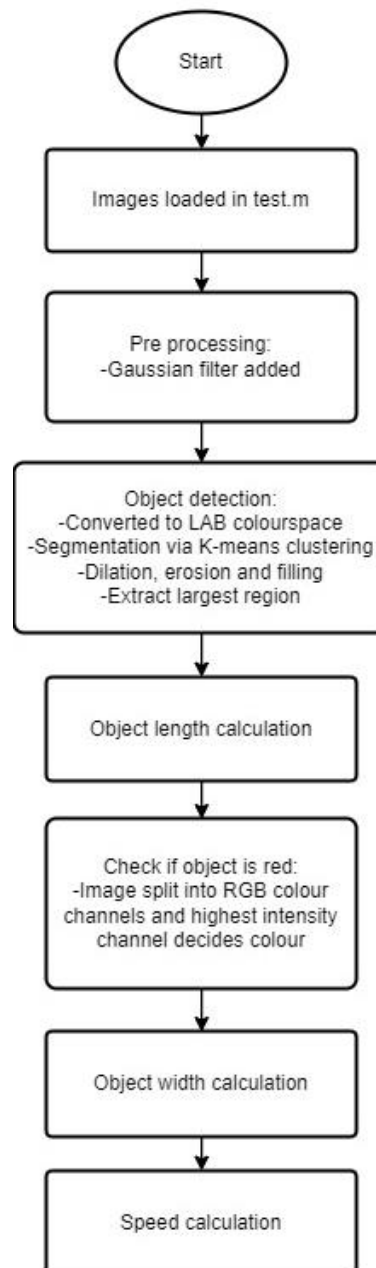 Start
Images loaded in test.m
Pre processing:
-Gaussian filter added
Object detection:
-Converted to LAB colourspace
-Segmentation via K-means clustering
-Dilation, erosion and filling
-Extract largest region
Object length calculation
Check if object is red:
-Image split into RGB colour
channels and highest intensity
channel decides colour
Object width calculation
Speed calculation